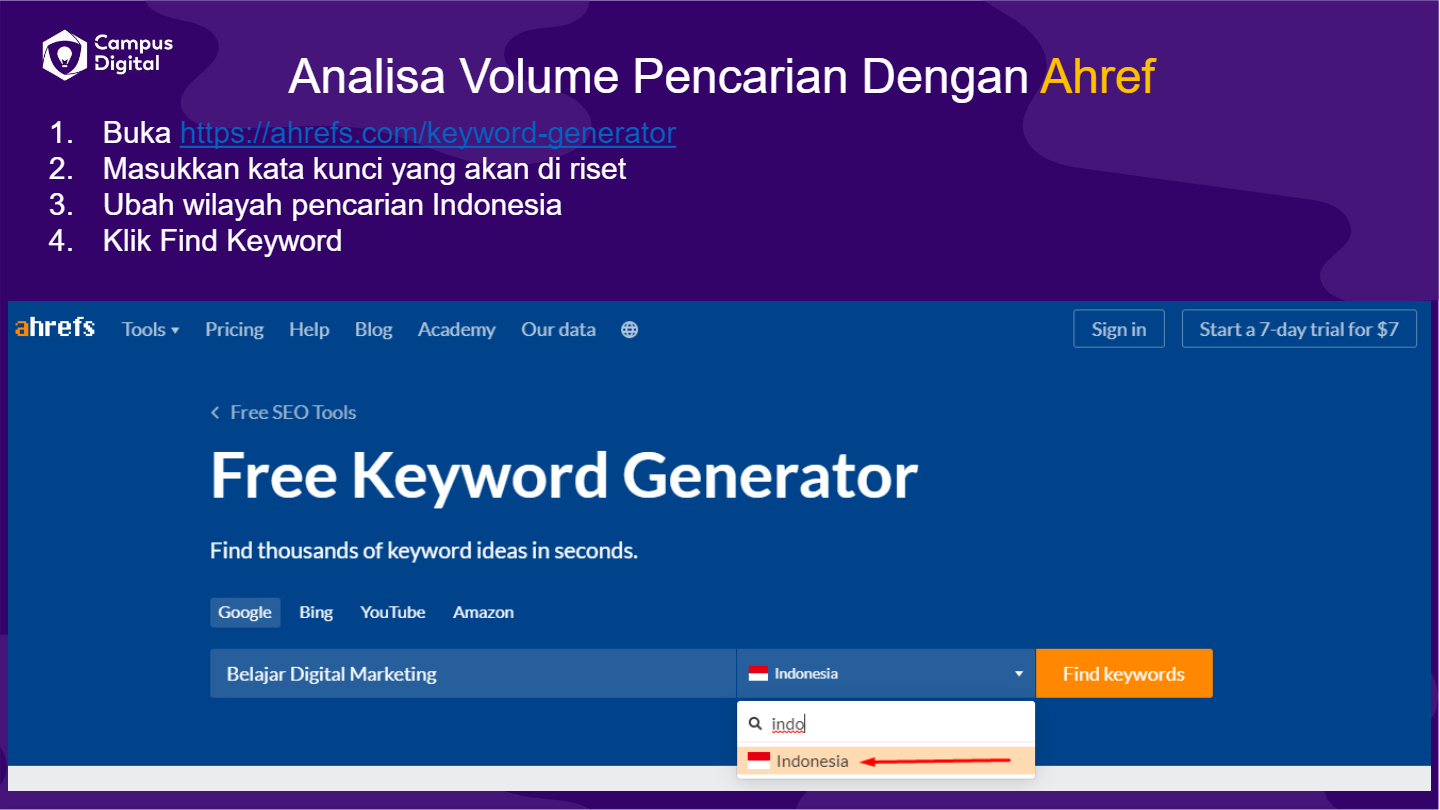 Campus
Digital
Analisa Volume Pencarian Dengan Ahref
1. Buka https://ahrefs.com/keyword-generator
2. Masukkan kata kunci yang akan di riset
3. Ubah wilayah pencarian Indonesia
4. Klik Find Keyword
ahrefs Tools Pricing Help Blog Academy Our data Sign in Start a 7-day trial for $7
Free SEO Tools
Free Keyword Generator
Find thousands of keyword ideas in seconds.
Google Bing YouTube Amazon
Belajar Digital Marketing Indonesia Find keywords
indo
Indonesia